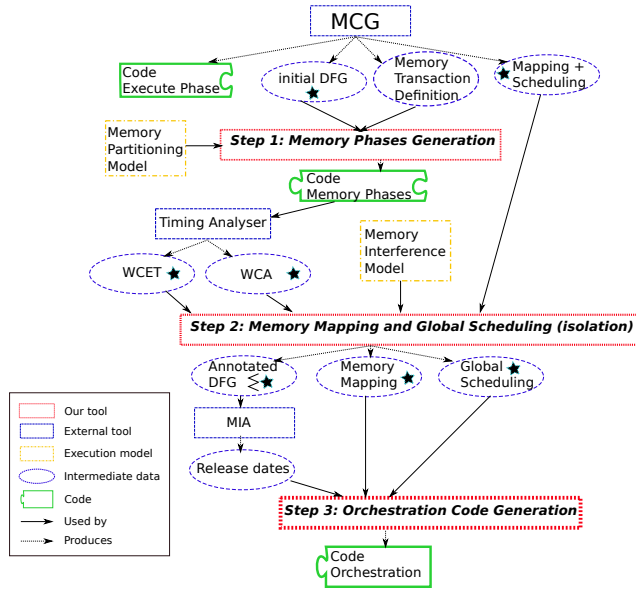 MCG
Code
Execute Phase
initial DFG
Memory
Transaction
Definition
Mapping +
Scheduling
Memory
Partitioning
Model
Step 1: Memory Phases Generation
Code
Memory Phases
Timing Analyser
Memory
Interference
Model
WCET
WCA
Step 2: Memory Mapping and Global Scheduling (isolation)
Annotated
DFG
Memory
Mapping
Global
Scheduling
MIA
Release dates
Step 3: Orchestration Code Generation
Code
Orchestration
Our tool
External tool
Execution model
Intermediate data
Code
Used by
Produces